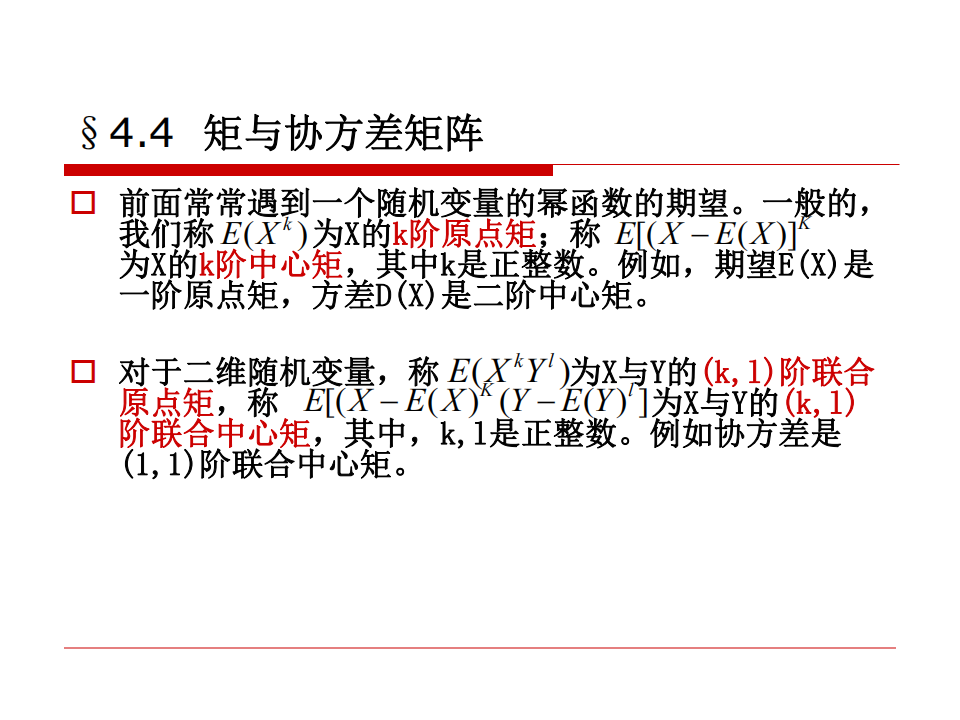 §4.4 矩与协方差矩阵
前面常常遇到一个随机变量的幂函数的期望。一般的,
我们称 E(X^k)为X的k阶原点矩；称 E[(X－E(X)]^K
为X的k阶中心矩，其中k是正整数。例如，期望E(X)是
一阶原点矩，方差D(X)是二阶中心矩。
对于二维随机变量，称 E(X^k Y^l)为X与Y的(k,l)阶联合
原点矩，称 E[(X－E(X)^K (Y－E(Y)^l]为X与Y的(k,l)
阶联合中心矩，其中，k,l是正整数。例如协方差是
(1,1)阶联合中心矩。